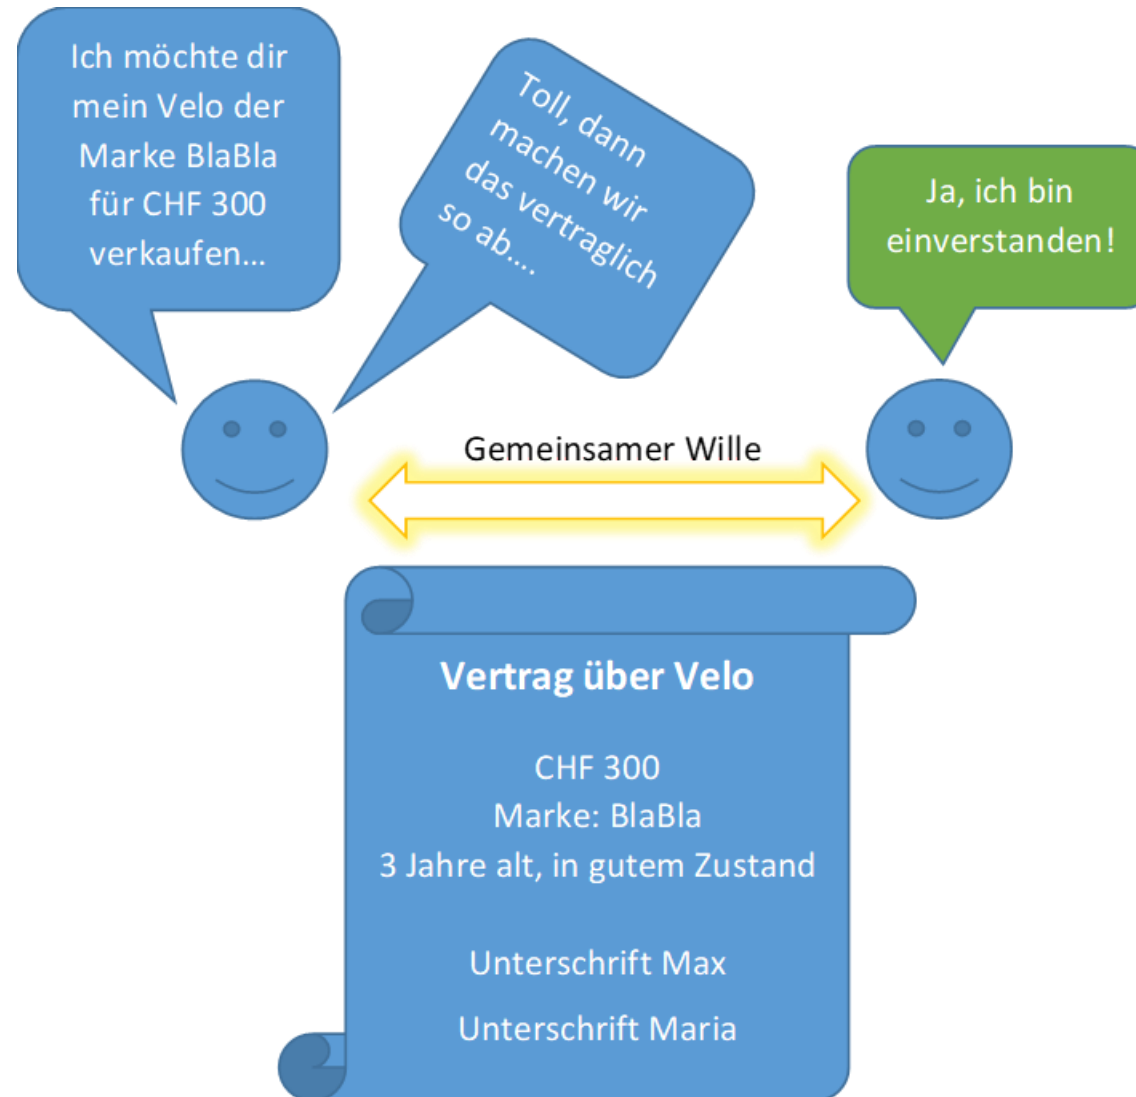 Ich möchte dir
mein Velo der
Marke BlaBla
für CHF 300
verkaufen…
Toll, dann
machen wir
das vertraglich
so ab….
Ja, ich bin
einverstanden!
Gemeinsamer Wille
Vertrag über Velo
CHF 300
Marke: BlaBla
3 Jahre alt, in gutem Zustand
Unterschrift Max
Unterschrift Maria